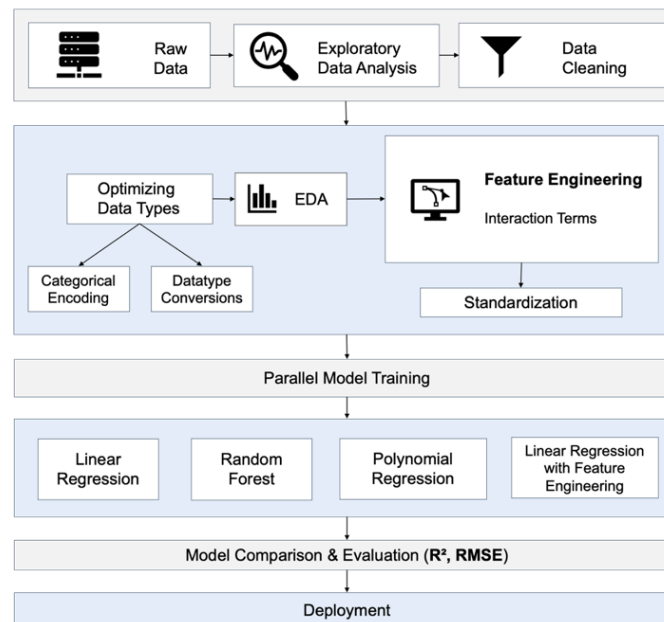 Raw
Data
Exploratory
Data Analysis
Data
Cleaning
Optimizing
Data Types
EDA
Feature Engineering
Interaction Terms
Categorical
Encoding
Datatype
Conversions
Standardization
Parallel Model Training
Linear
Regression
Random
Forest
Polynomial
Regression
Linear Regression
with Feature
Engineering
Model Comparison & Evaluation (R², RMSE)
Deployment